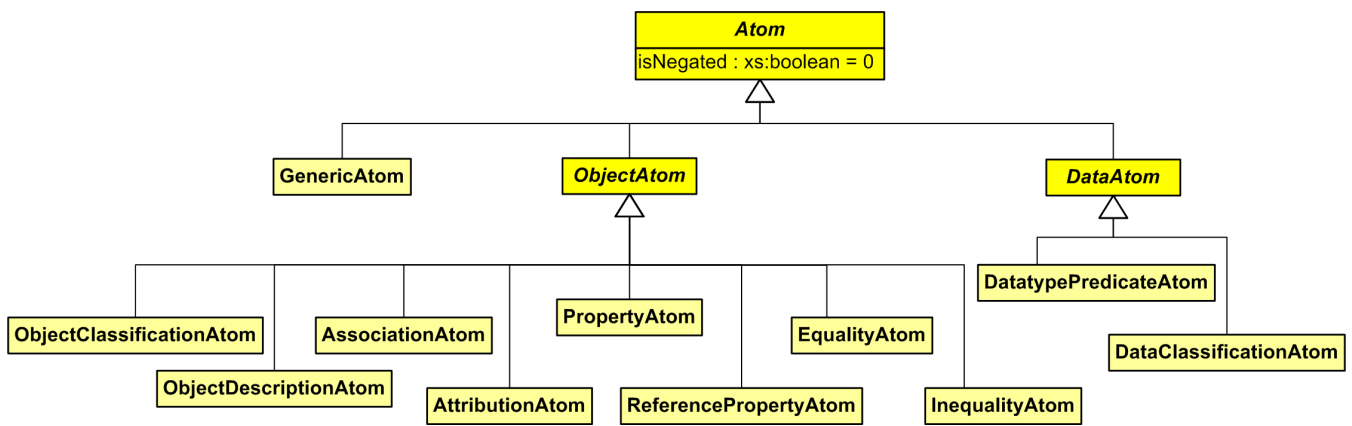 Atom
isNegated : xs:boolean = 0
GenericAtom
ObjectAtom
DataAtom
DatatypePredicateAtom
ObjectClassificationAtom
AssociationAtom
PropertyAtom
EqualityAtom
DataClassificationAtom
ObjectDescriptionAtom
AttributionAtom
ReferencePropertyAtom
InequalityAtom